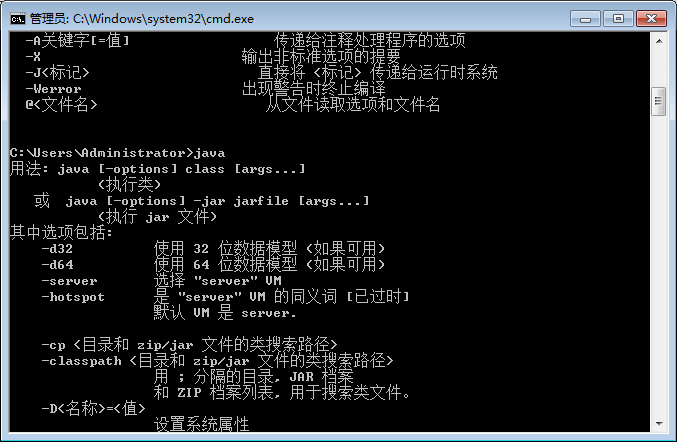 管理员: C:\Windows\system32\cmd.exe
-A关键字[=值] 传递给注释处理程序的选项
-X 输出非标准选项的提要
-J<标记> 直接将 <标记> 传递给运行时系统
-Werror 出现警告时终止编译
@<文件名> 从文件读取选项和文件名
C:\Users\Administrator>java
用法: java [-options] class [args...]
(执行类)
或 java [-options] -jar jarfile [args...]
(执行 jar 文件)
其中选项包括:
-d32 使用 32 位数据模型 (如果可用)
-d64 使用 64 位数据模型 (如果可用)
-server 选择 "server" VM
-hotspot 是 "server" VM 的同义词 [已过时]
默认 VM 是 server.
-cp <目录和 zip/jar 文件的类搜索路径>
-classpath <目录和 zip/jar 文件的类搜索路径>
用 ; 分隔的目录, JAR 档案
和 ZIP 档案列表, 用于搜索类文件。
-D<名称>=<值>
设置系统属性